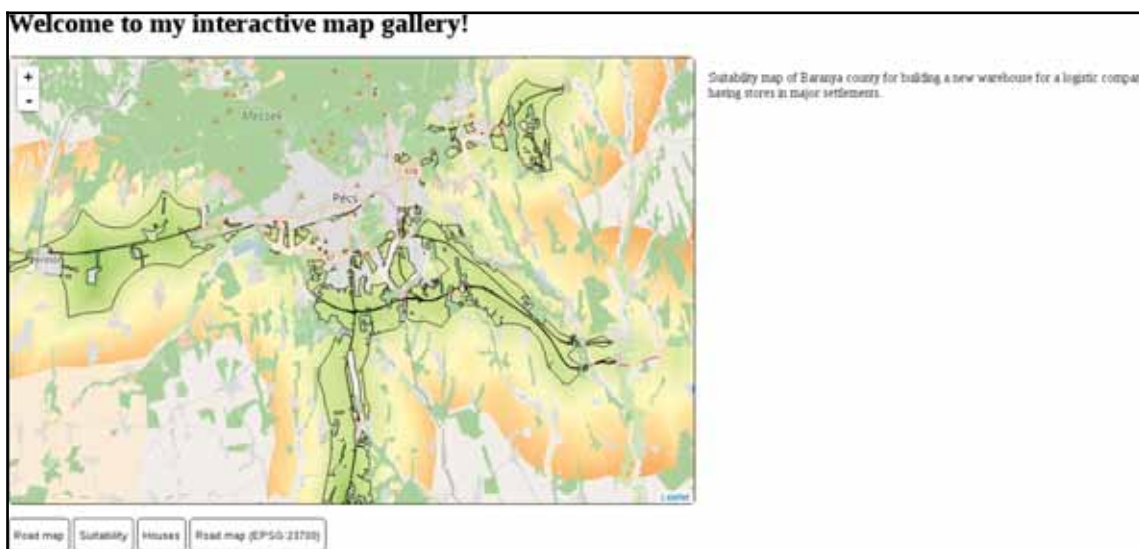 Welcome to my interactive map gallery!
+
-
Suitability map of Baranya county for building a new warehouse for a logistic compar
having stores in major settlements.
Mecsek
Pécs
Leaflet
Road map
Suitability
Houses
Road map (EPSG:23700)